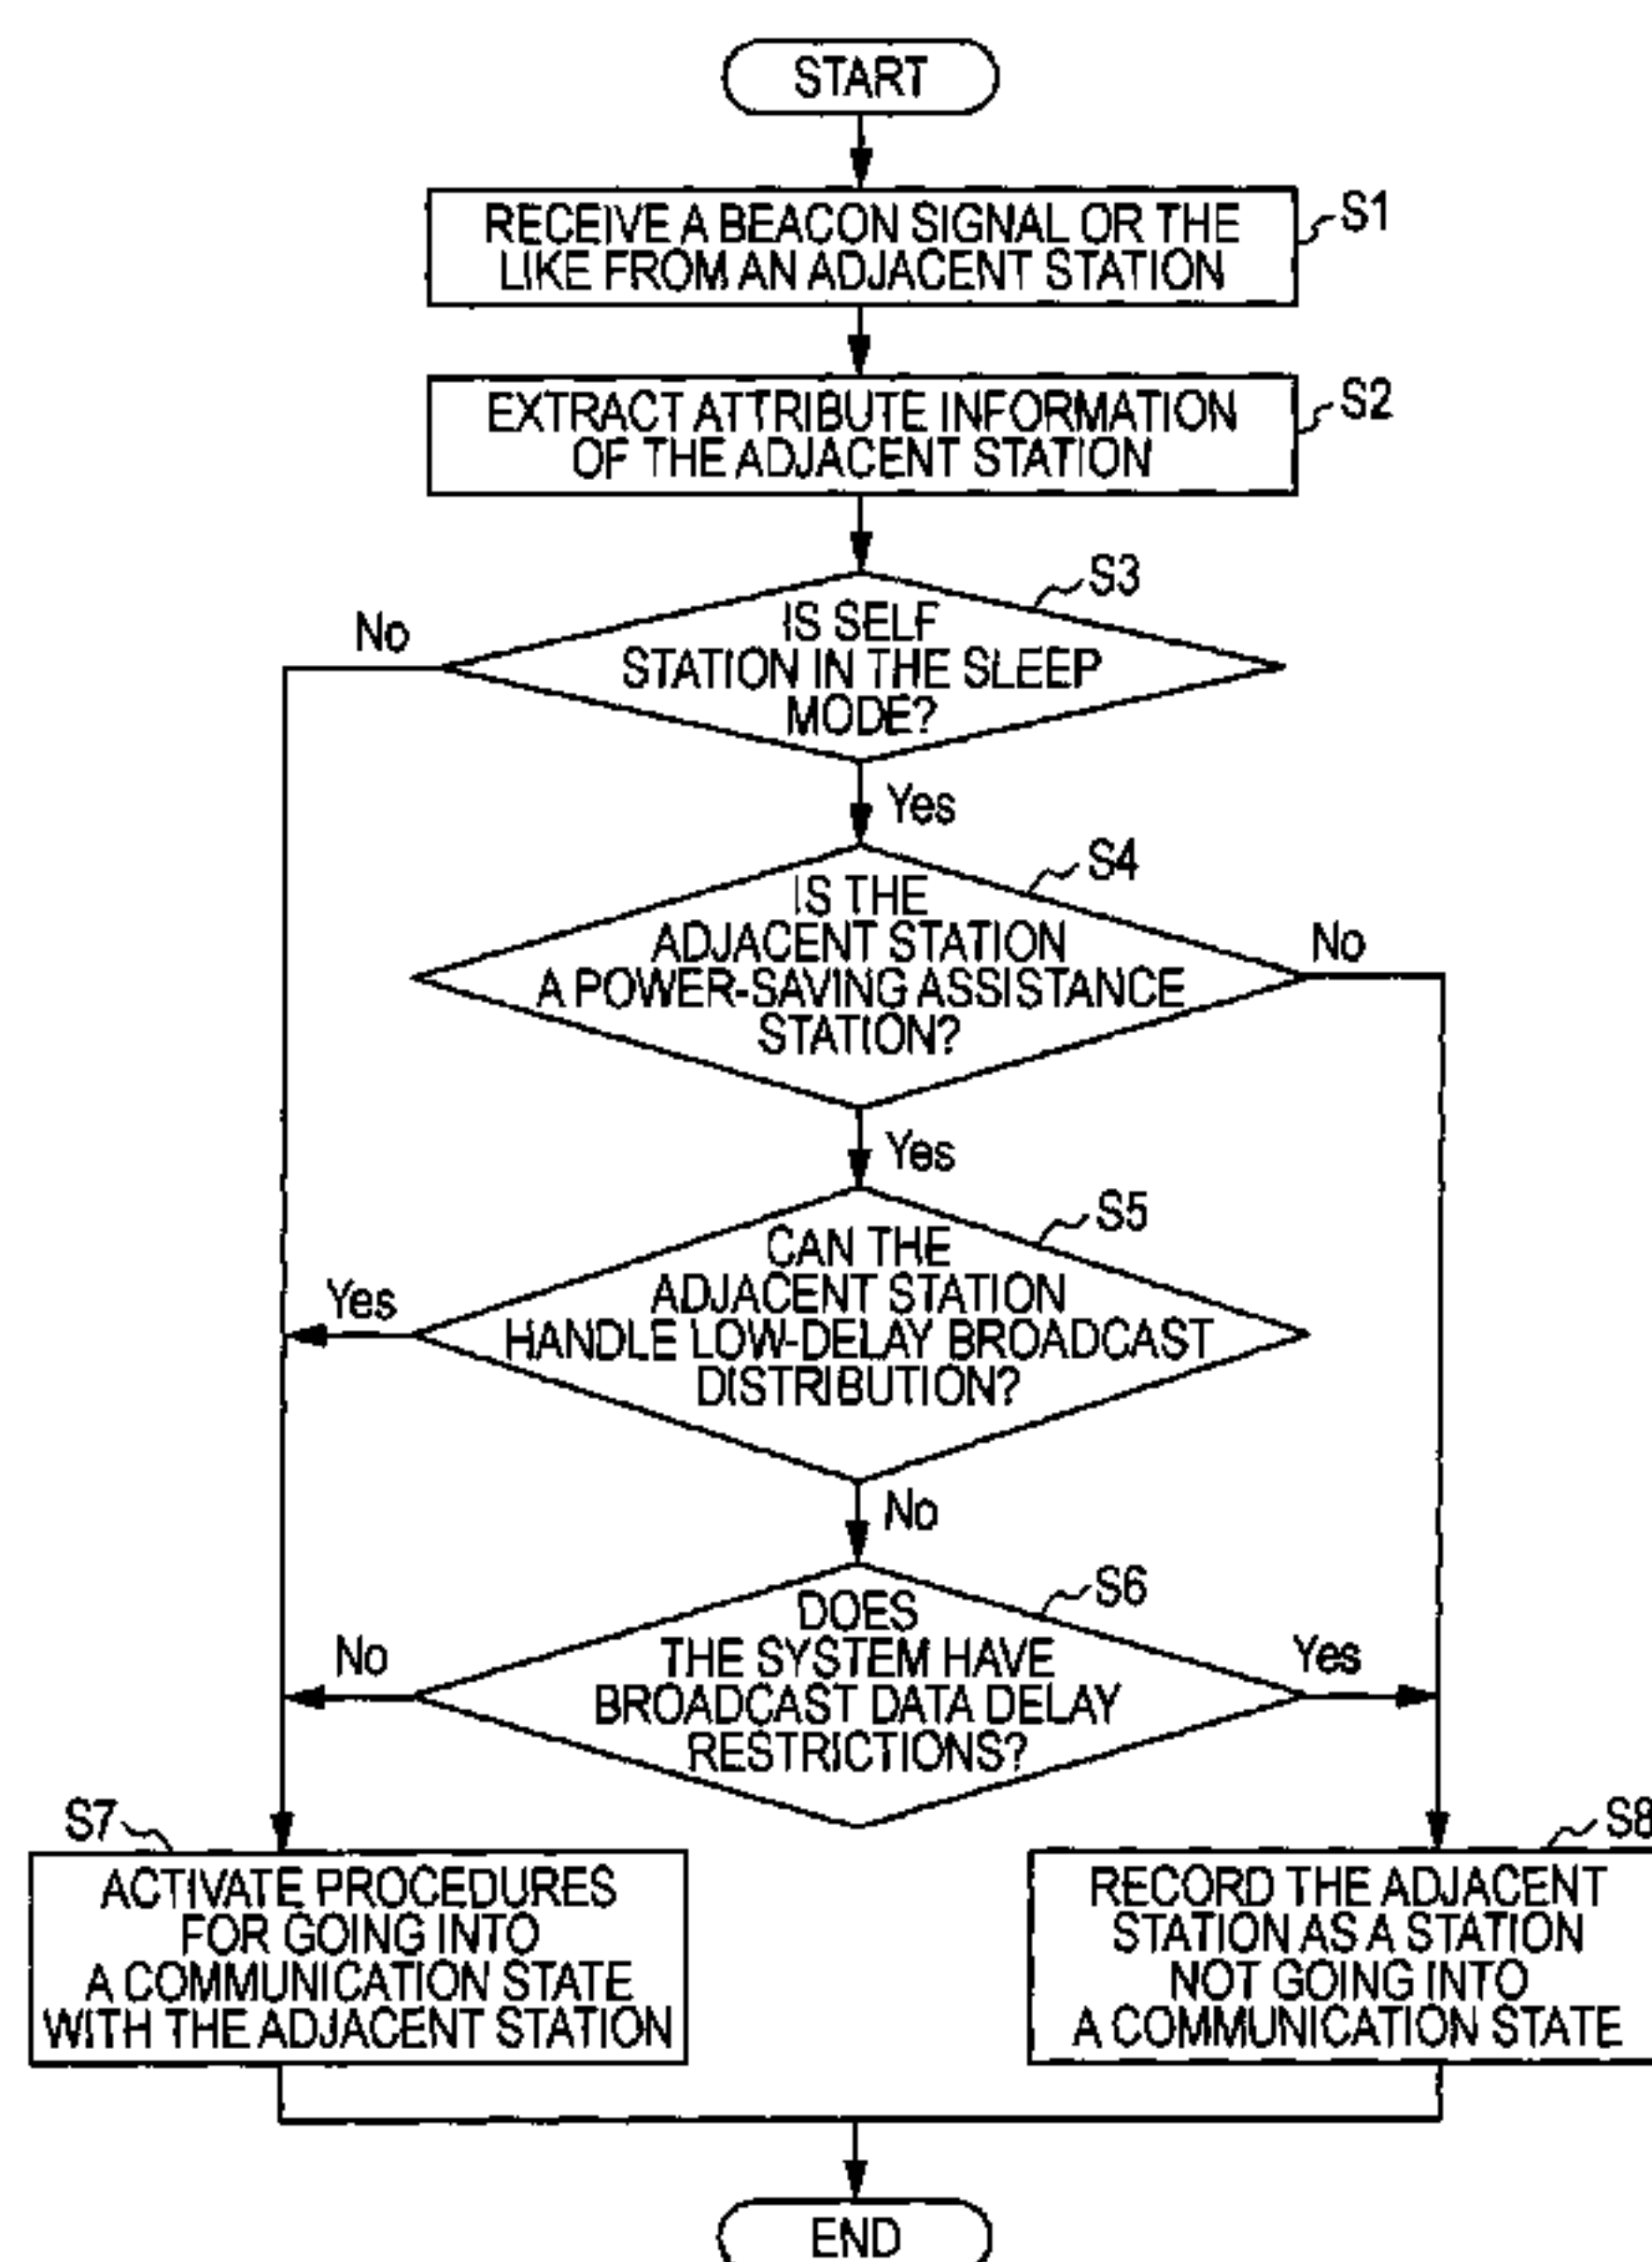 START
RECEIVE A BEACON SIGNAL OR THE
LIKE FROM AN ADJACENT STATION
S1
EXTRACT ATTRIBUTE INFORMATION
OF THE ADJACENT STATION
S2
S3
IS SELF
STATION IN THE SLEEP
MODE?
No
Yes
S4
IS THE
ADJACENT STATION
A POWER-SAVING ASSISTANCE
STATION?
No
Yes
S5
CAN THE
ADJACENT STATION
HANDLE LOW-DELAY BROADCAST
DISTRIBUTION?
Yes
No
S6
DOES
THE SYSTEM HAVE
BROADCAST DATA DELAY
RESTRICTIONS?
No
Yes
S7
ACTIVATE PROCEDURES
FOR GOING INTO
A COMMUNICATION STATE
WITH THE ADJACENT STATION
S8
RECORD THE ADJACENT
STATION AS A STATION
NOT GOING INTO
A COMMUNICATION STATE
END